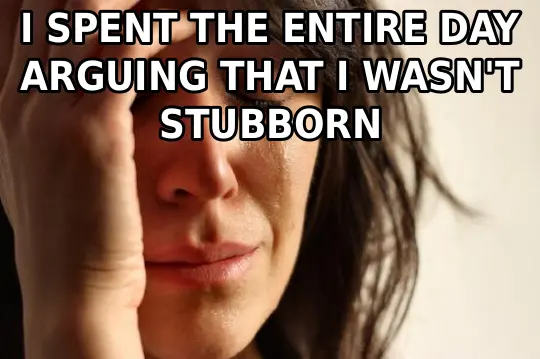 I SPENT THE ENTIRE DAY
ARGUING THAT I WASN'T
STUBBORN